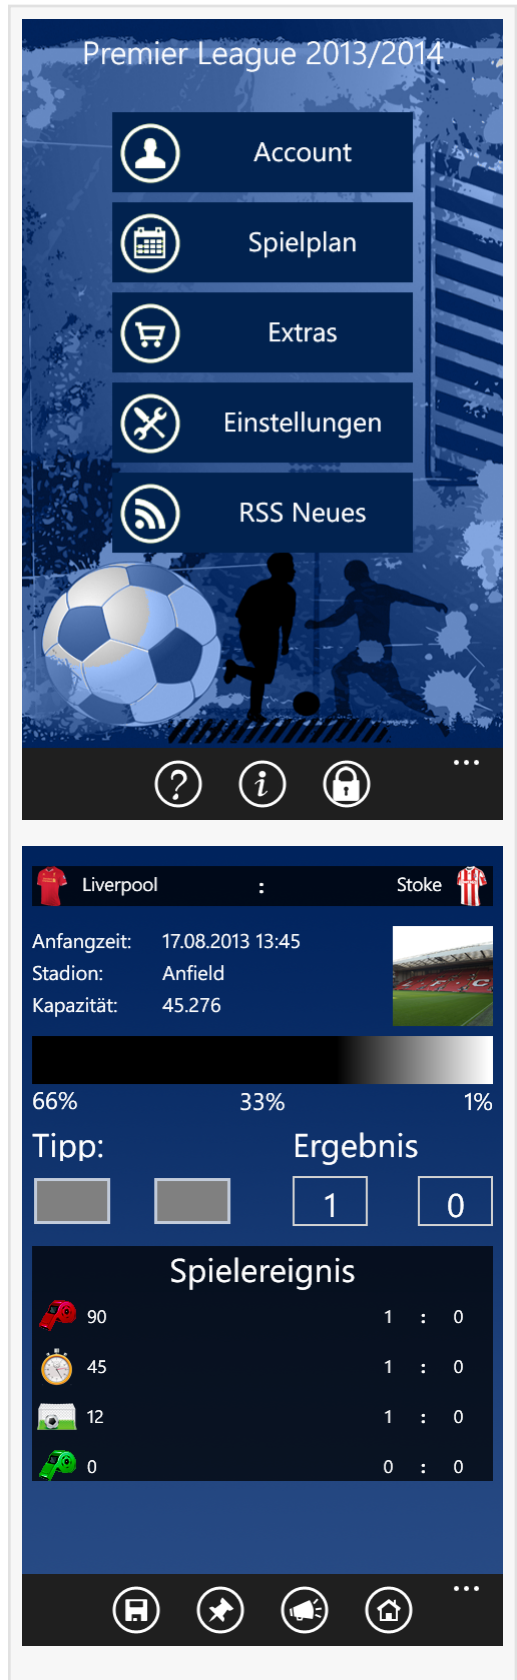 Premier League 2013/2014
Account
Spielplan
Extras
Einstellungen
RSS Neues
Liverpool : Stoke
Anfangzeit: 17.08.2013 13:45
Stadion: Anfield
Kapazität: 45.276
66% 33% 1%
Tipp: Ergebnis
1 0
Spielereignis
90 1 : 0
45 1 : 0
12 1 : 0
0 0 : 0